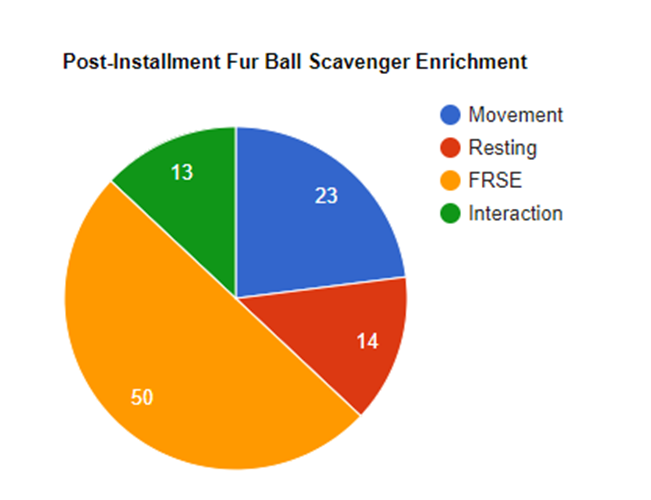 Post-Installment Fur Ball Scavenger Enrichment
Movement
Resting
FRSE
Interaction
13
23
14
50